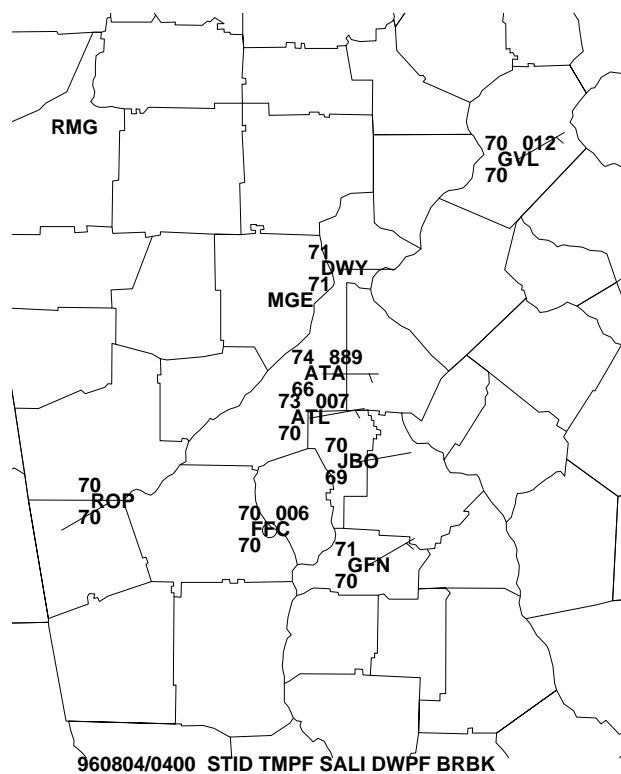 RMG
70 012
GVL
70
71
DWY
71
MGE
74 889
ATA
66
73 007
ATL
70
70
JBO
69
70
ROP
70
70 006
FFC
70
71
GFN
70
960804/0400 STID TMPF SALI DWPF BRBK